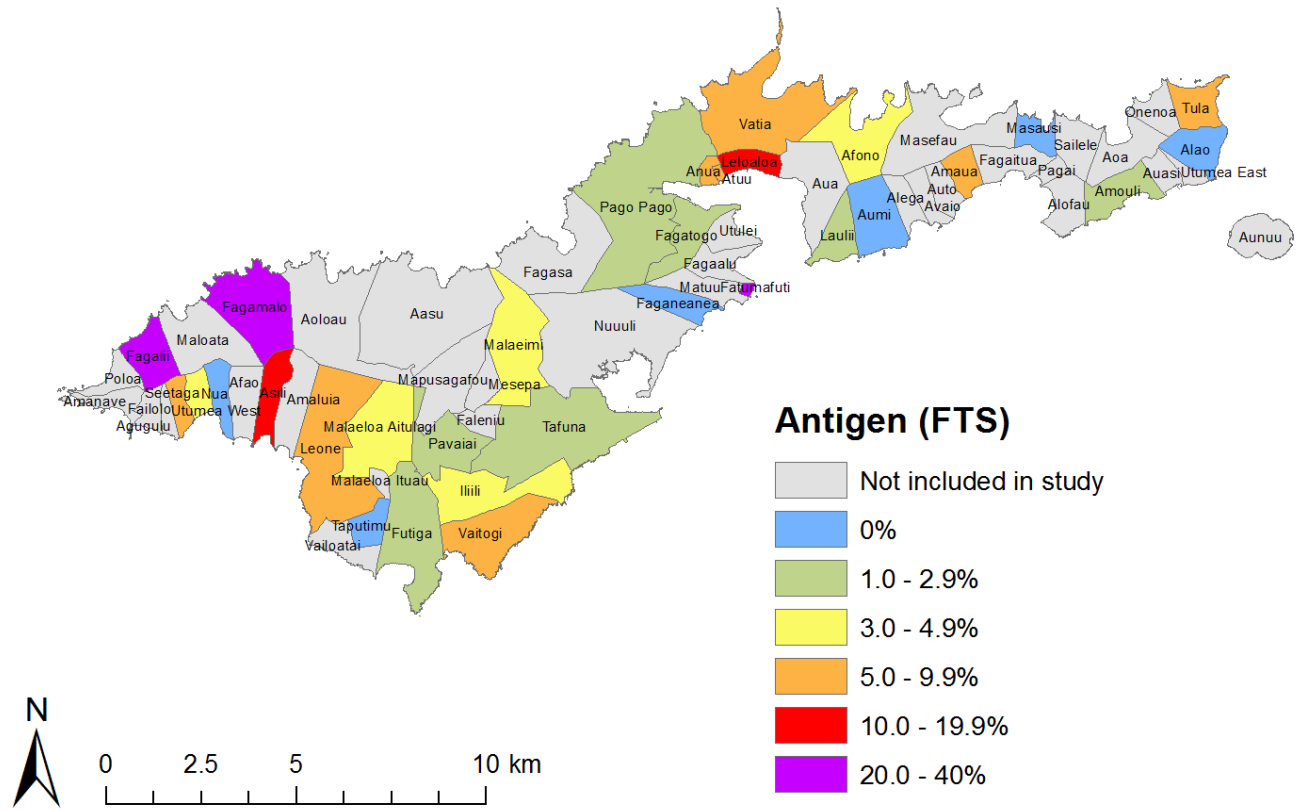 Onenoa
Tula
Vatia
Masausi
Masefau
Sailele
Alao
Afono
Leloaloa
Aoa
Fagaitua
Anua
Atuu
Aua
Amaua
Pagai
Auasi
Utumea East
Auto
Alega
Amouli
Pago Pago
Avaio
Aumi
Alofau
Laulii
Fagatogo
Utulei
Aunuu
Fagaalu
Fagasa
Matuu
Fatumafuti
Faganeanea
Fagamalo
Aoloau
Aasu
Nuuuli
Maloata
Malaeimi
Fagalii
Poloa
Mapusagafou
Mesepa
Afao
Seetaga
Nua
Asili
Amaluia
Amanave
Failolo
Utumea
West
Agugulu
Faleniu
Malaeloa Aitulagi
Tafuna
Pavaiai
Leone
Malaeloa Ituau
Iliili
Taputimu
Futiga
Vaitogi
Vailoatai
Antigen (FTS)
Not included in study
0%
1.0 - 2.9%
3.0 - 4.9%
5.0 - 9.9%
10.0 - 19.9%
20.0 - 40%
N
0 2.5 5 10 km